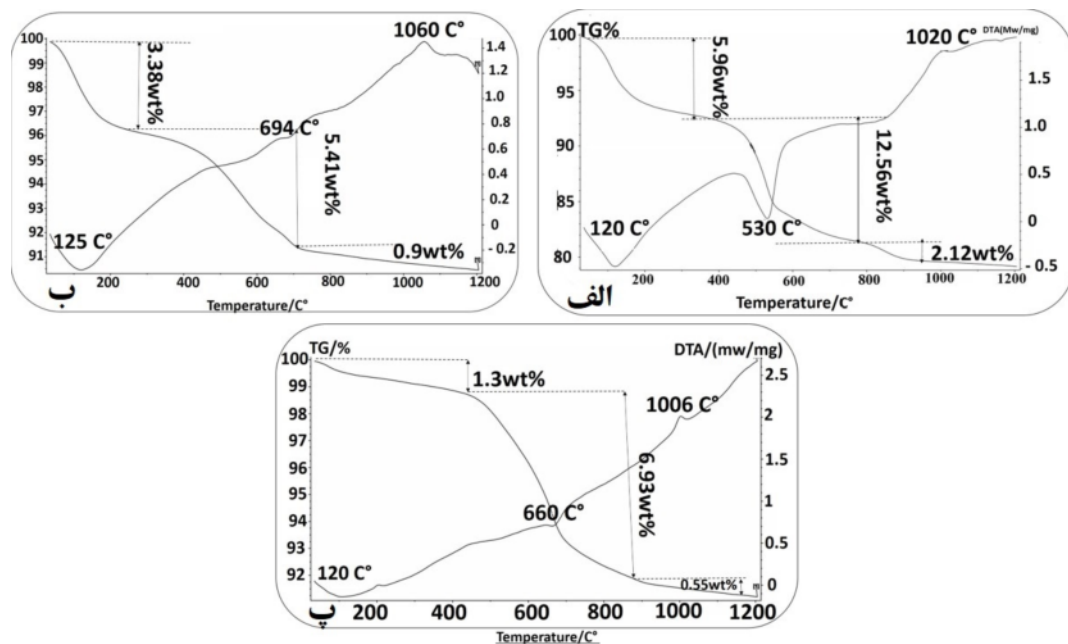 100
99
98
97
96
95
94
93
92
91
3.38wt%
125 C°
694 C°
5.41wt%
1060 C°
0.9wt%
1.4
1.2
1.0
0.8
0.6
0.4
0.2
0
- 0.2
200 400 600 800 1000 1200
Temperature/C°
ب
TG%
DTA(Mw/mg)
100
95
90
85
80
5.96wt%
120 C°
530 C°
12.56wt%
1020 C°
2.12wt%
1.5
1.0
0.5
0
- 0.5
200 400 600 800 1000 1200
Temperature/C°
الف
TG/%
DTA/(mw/mg)
100
99
98
96
95
94
93
92
1.3wt%
120 C°
660 C°
6.93wt%
1006 C°
0.55wt%
2.5
2
1.5
1
0.5
0
200 400 600 800 1000 1200
Temperature/C°
پ